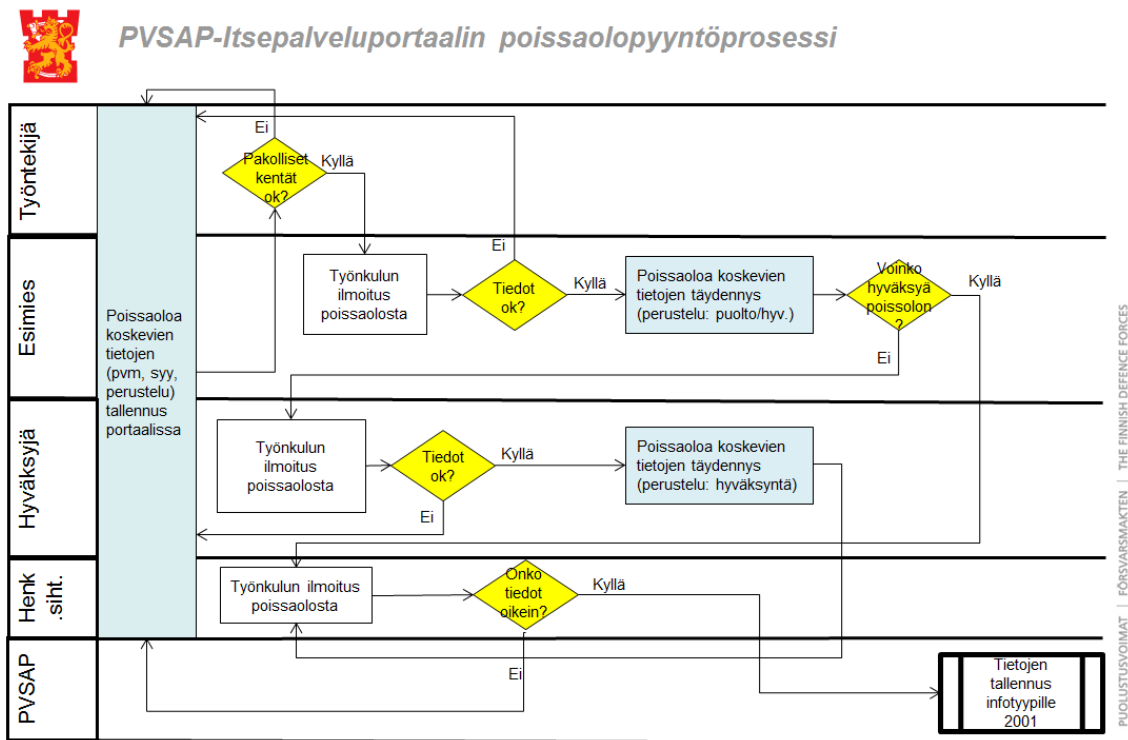 PVSAP-Itsepalveluportaalin poissaolopyyntöprosessi
Työntekijä
Ei
Pakolliset
kentät
ok?
Kyllä
Esimies
Poissaoloa
koskevien
tietojen
(pvm, syy,
perustelu)
tallennus
portaalissa
Työnkulun
ilmoitus
poissaolosta
Ei
Tiedot
ok?
Kyllä
Poissaoloa koskevien
tietojen täydennys
(perustelu: puolto/hyv.)
Voinko
hyväksyä
poissolon
?
Kyllä
Ei
Hyväksyjä
Työnkulun
ilmoitus
poissaolosta
Tiedot
ok?
Kyllä
Ei
Poissaoloa koskevien
tietojen täydennys
(perustelu: hyväksyntä)
Henk
.siht.
Työnkulun ilmoitus
poissaolosta
Onko
tiedot
oikein?
Kyllä
Ei
PVSAP
Tietojen
tallennus
infotyypille
2001
PUOLUSTUSVOIMAT | FÖRSVARSMAKTEN | THE FINNISH DEFENCE FORCES